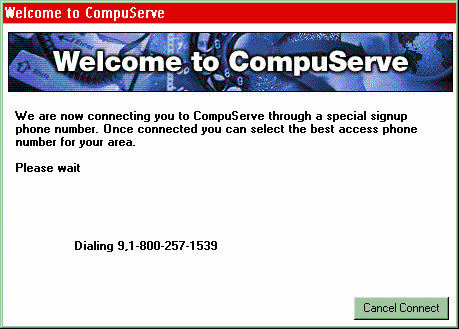 Welcome to CompuServe
Welcome to CompuServe
We are now connecting you to CompuServe through a special signup
phone number. Once connected you can select the best access phone
number for your area.
Please wait
Dialing 9,1-800-257-1539
Cancel Connect